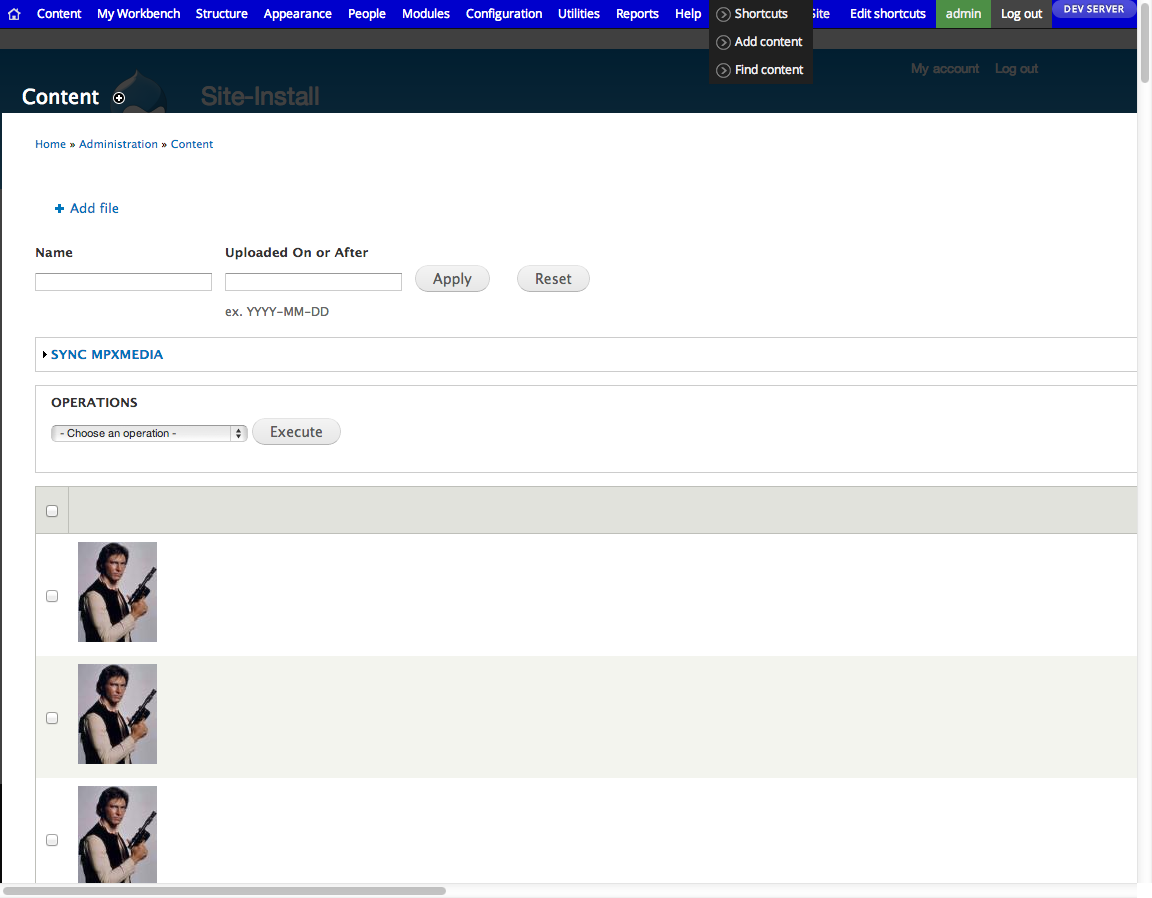 Content My Workbench Structure Appearance People Modules Configuration Utilities Reports Help Shortcuts Site Edit shortcuts admin Log out DEV SERVER
Add content
Find content
My account Log out
Content Site-Install
Home » Administration » Content
Add file
Name Uploaded On or After
Apply Reset
ex. YYYY-MM-DD
SYNC MPXMEDIA
OPERATIONS
- Choose an operation - Execute